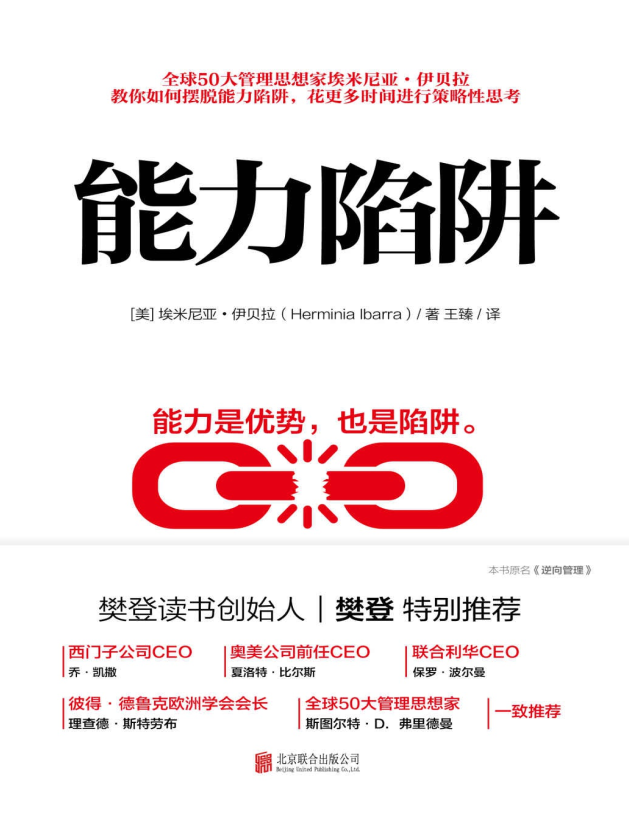 全球50大管理思想家埃米尼亚·伊贝拉
教你如何摆脱能力陷阱，花更多时间进行策略性思考
能力陷阱
[美] 埃米尼亚·伊贝拉（Herminia Ibarra）/ 著 王臻 / 译
能力是优势，也是陷阱。
本书原名《逆向管理》
樊登读书创始人｜樊登 特别推荐
西门子公司CEO 奥美公司前任CEO 联合利华CEO
乔·凯撒 夏洛特·比尔斯 保罗·波尔曼
彼得·德鲁克欧洲学会会长 全球50大管理思想家 一致推荐
理查德·斯特劳布 斯图尔特·D．弗里德曼
北京联合出版公司
Beijing United Publishing Co.,Ltd.